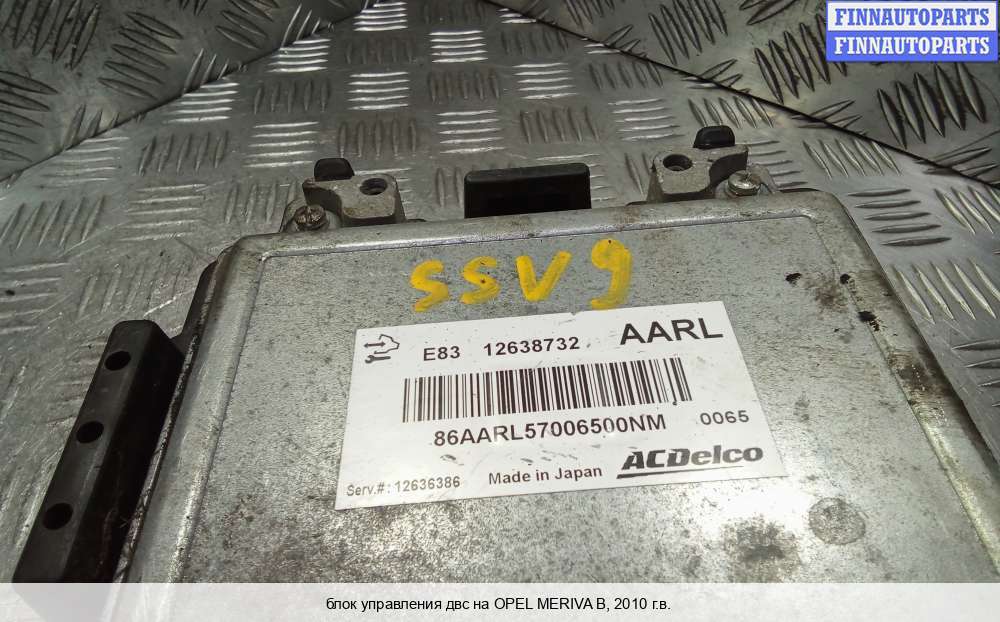 FINNAUTOPARTS
FINNAUTOPARTS
SSV9
E83 12638732 AARL
86AARL57006500NM 0065
Serv.#: 12636386 Made in Japan ACDelco
блок управления двс на OPEL MERIVA B, 2010 г.в.